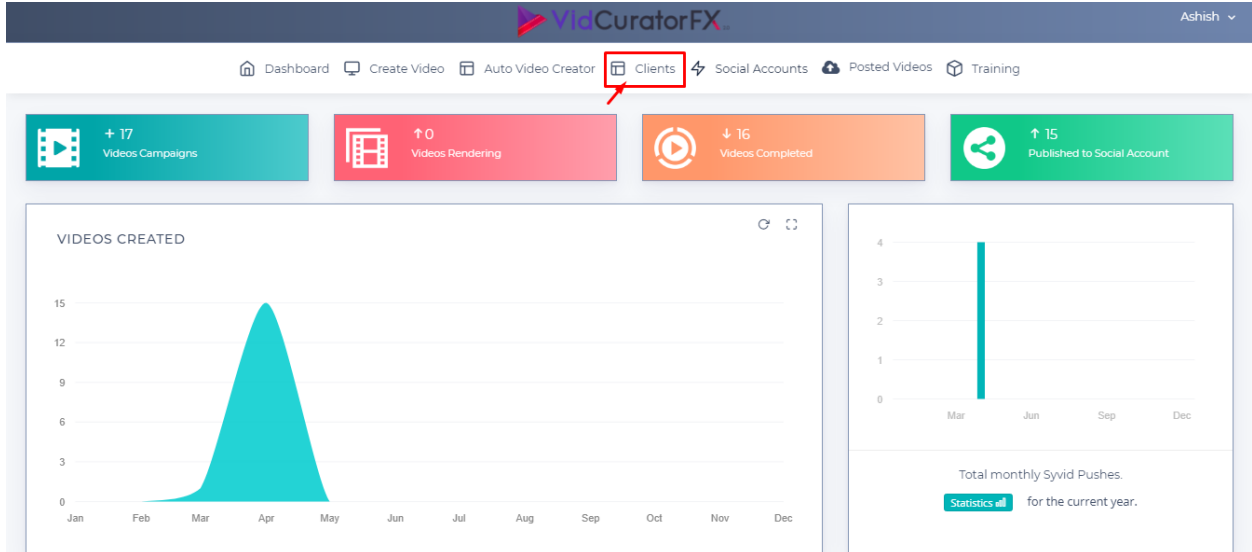 VidCuratorFX
Ashish
Dashboard Create Video Auto Video Creator Clients Social Accounts Posted Videos Training
+ 17
Videos Campaigns
↑ 0
Videos Rendering
↓ 16
Videos Completed
↑ 15
Published to Social Account
VIDEOS CREATED
15
12
9
6
3
0
Jan Feb Mar Apr May Jun Jul Aug Sep Oct Nov Dec
4
3
2
1
0
Mar Jun Sep Dec
Total monthly Syvid Pushes.
Statistics for the current year.